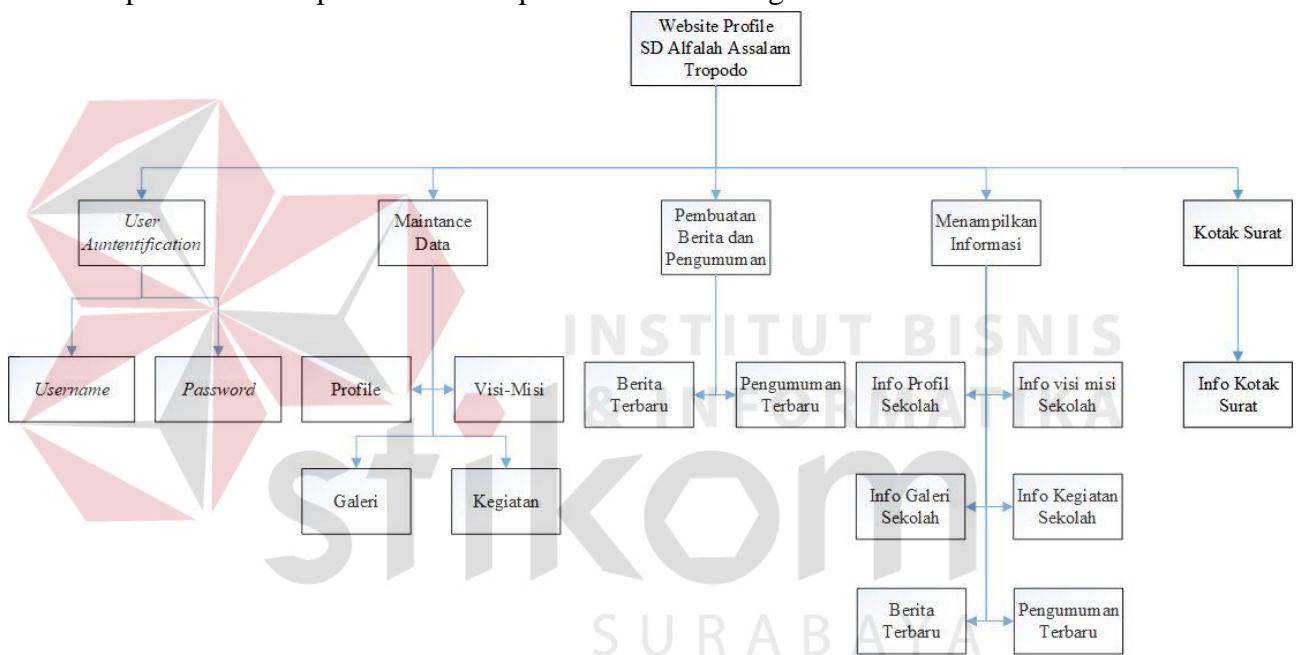 Website Profile
SD Alfalah Assalam
Tropodo
User
Auntentification
Maintance
Data
Pembuatan
Berita dan
Pengumuman
Menampilkan
Informasi
Kotak Surat
INSTITUT BISNIS
& INFORMATIKA
Username
Password
Profile
Visi-Misi
Berita
Terbaru
Pengumuman
Terbaru
Info Profil
Sekolah
Info visi misi
Sekolah
Info Kotak
Surat
stikom
Galeri
Kegiatan
Info Galeri
Sekolah
Info Kegiatan
Sekolah
Berita
Terbaru
Pengumuman
Terbaru
SURABAYA